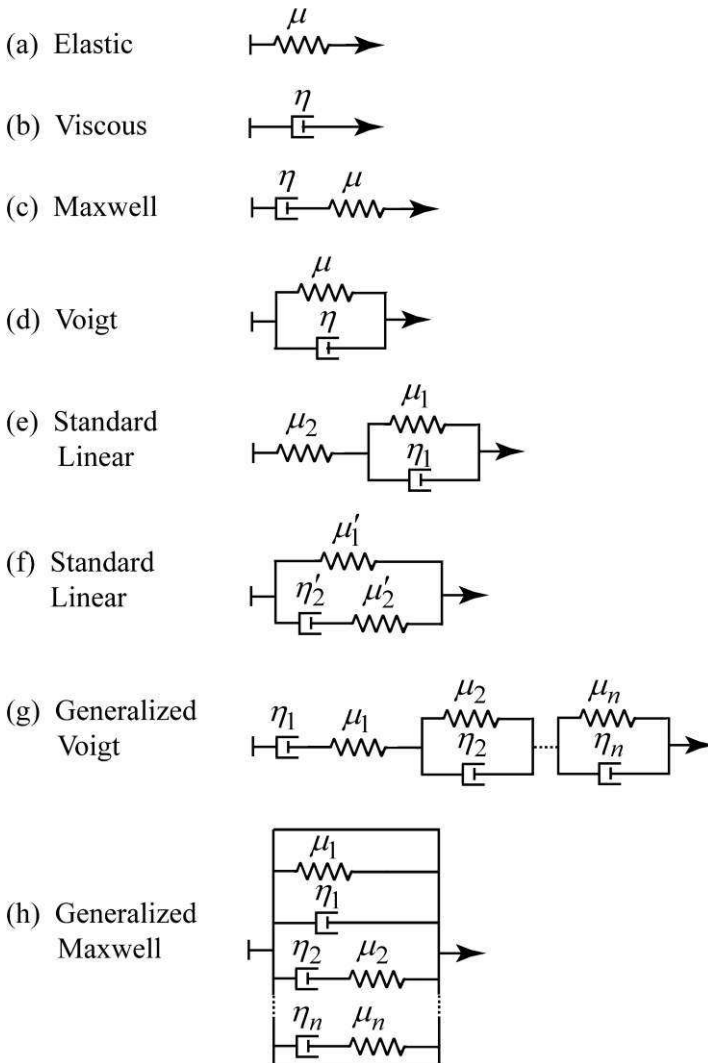 μ
(a) Elastic
η
(b) Viscous
η μ
(c) Maxwell
μ
(d) Voigt
η
μ₁
(e) Standard
μ₂
Linear
η₁
μ′₁
(f) Standard
Linear
η′₂ μ′₂
μ₂ μₙ
(g) Generalized
η₁ μ₁
Voigt
η₂ ηₙ
μ₁
η₁
(h) Generalized
Maxwell
η₂ μ₂
ηₙ μₙ